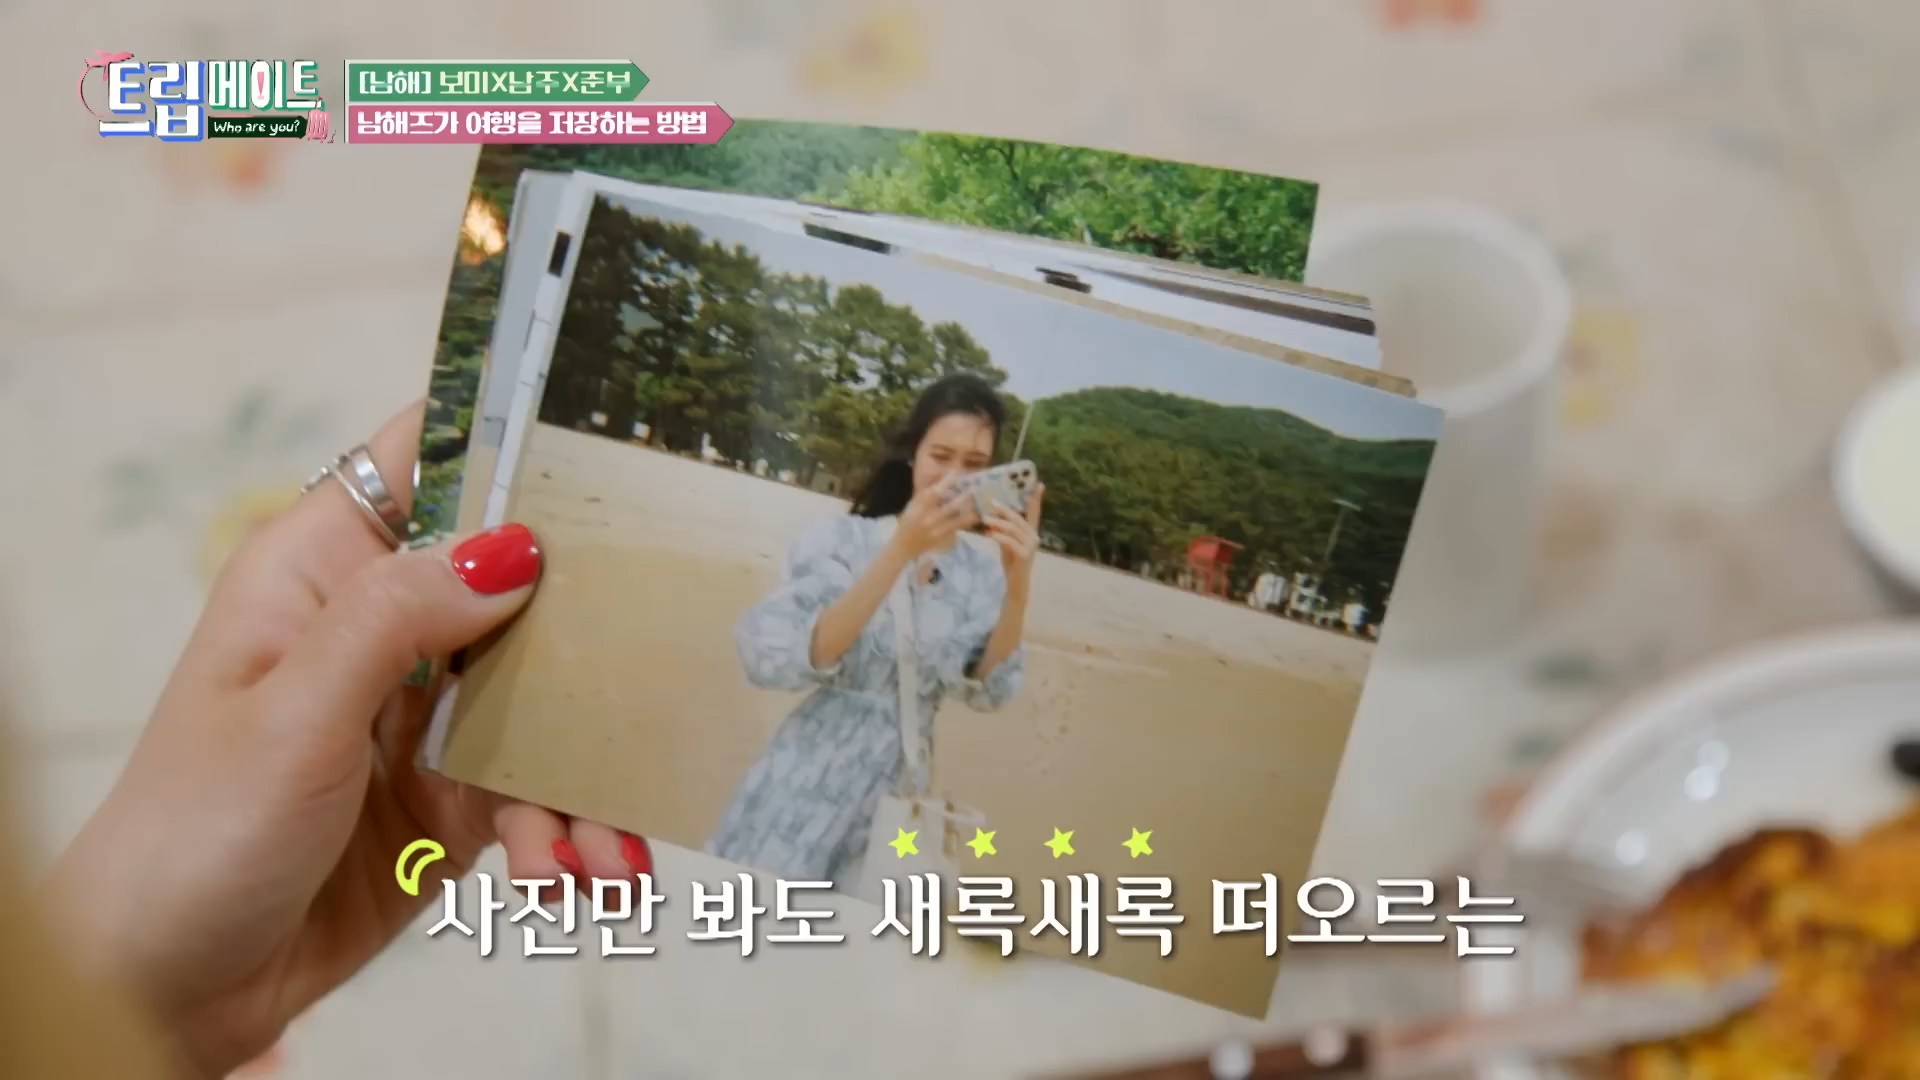 트립메이트
Who are you?
[남해] 보미X남주X준부
남해즈가 여행을 저장하는 방법
사진만 봐도 새록새록 떠오르는